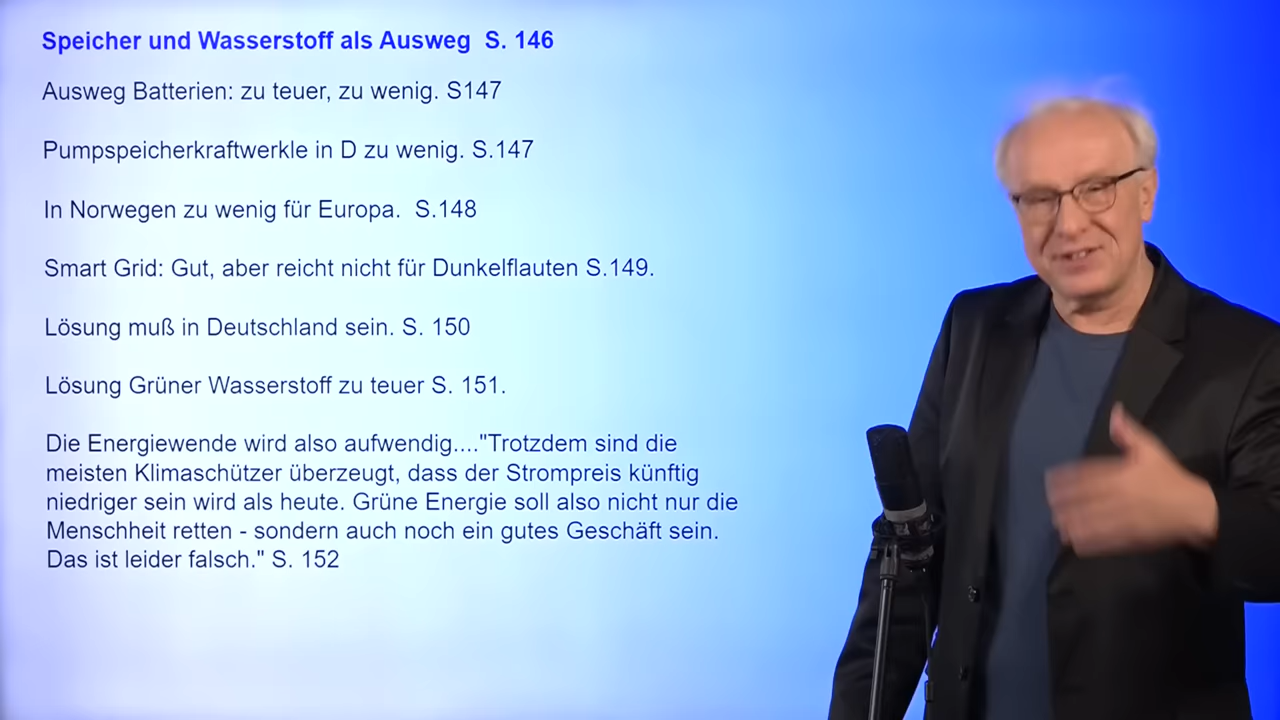 Speicher und Wasserstoff als Ausweg S. 146
Ausweg Batterien: zu teuer, zu wenig. S147
Pumpspeicherkraftwerkle in D zu wenig. S.147
In Norwegen zu wenig für Europa. S.148
Smart Grid: Gut, aber reicht nicht für Dunkelflauten S.149.
Lösung muß in Deutschland sein. S. 150
Lösung Grüner Wasserstoff zu teuer S. 151.
Die Energiewende wird also aufwendig...."Trotzdem sind die
meisten Klimaschützer überzeugt, dass der Strompreis künftig
niedriger sein wird als heute. Grüne Energie soll also nicht nur die
Menschheit retten - sondern auch noch ein gutes Geschäft sein.
Das ist leider falsch." S. 152